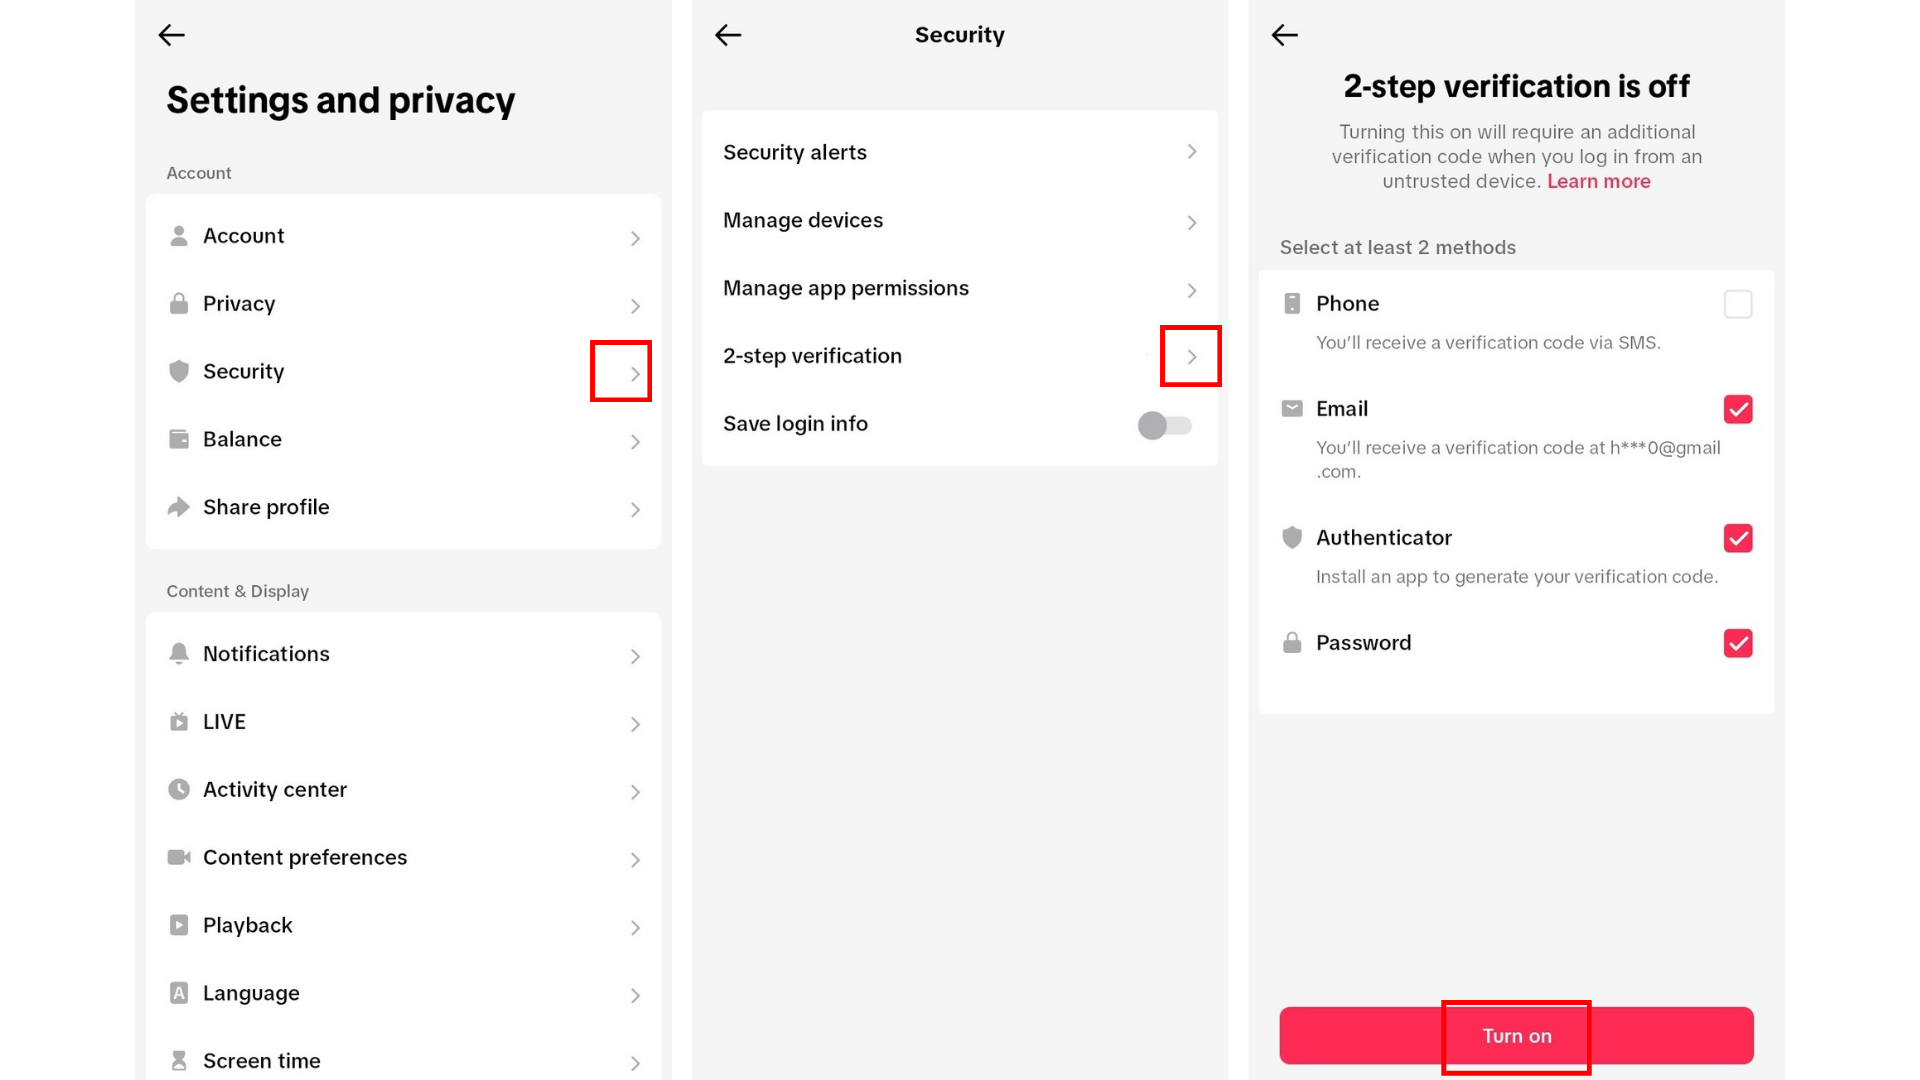 Settings and privacy
Account
Account
Privacy
Security
Balance
Share profile
Content & Display
Notifications
LIVE
Activity center
Content preferences
Playback
A Language
Screen time
Security
Security alerts
Manage devices
Manage app permissions
2-step verification
Save login info
2-step verification is off
Turning this on will require an additional
verification code when you log in from an
untrusted device. Learn more
Select at least 2 methods
Phone
You’ll receive a verification code via SMS.
Email
You’ll receive a verification code at h***0@gmail
.com.
Authenticator
Install an app to generate your verification code.
Password
Turn on